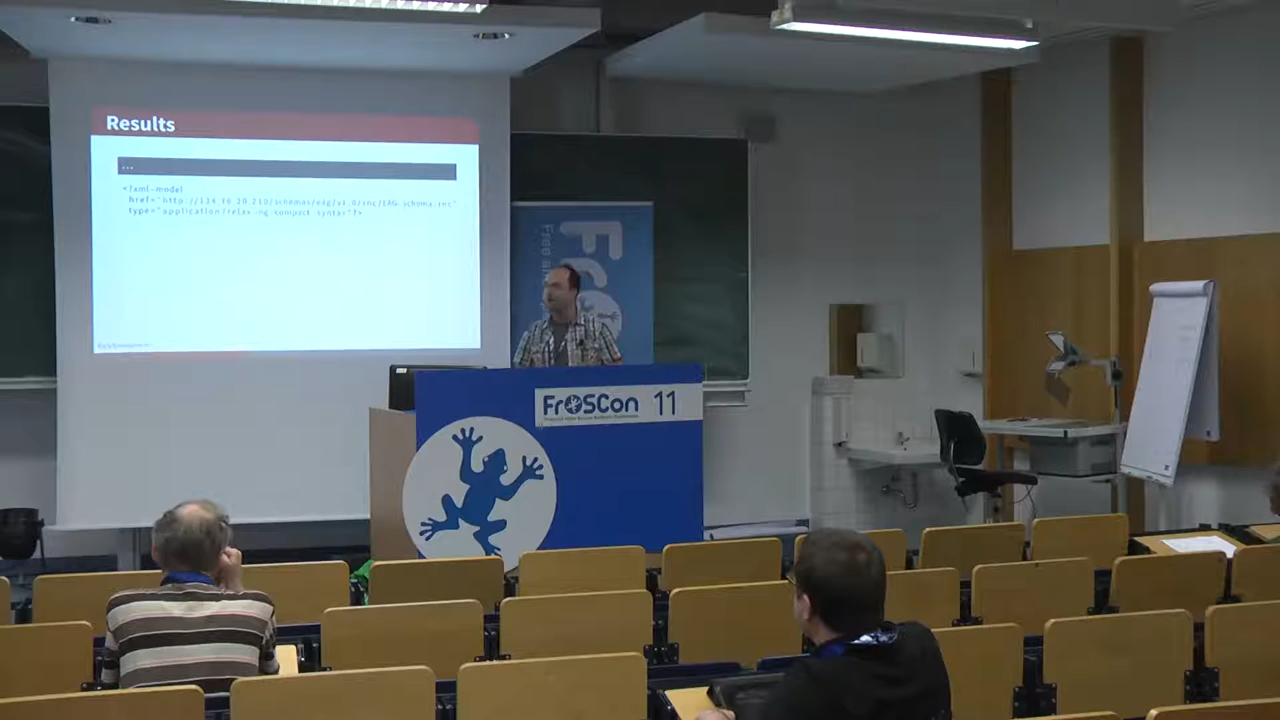 Results
...
<?xml-model
href="http://134.76.20.210/schemas/eag/v1.0/rnc/EAG.schema.rnc"
type="application/relax-ng-compact-syntax"?>
Free a
FrOSCon 11